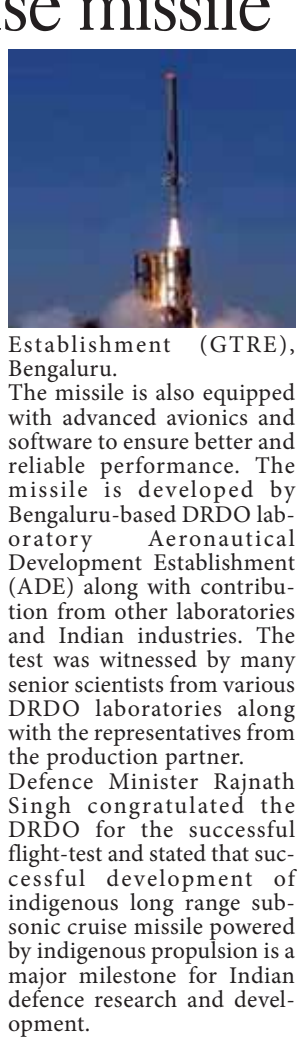 se missile
Establishment (GTRE),
Bengaluru.
The missile is also equipped
with advanced avionics and
software to ensure better and
reliable performance. The
missile is developed by
Bengaluru-based DRDO lab-
oratory Aeronautical
Development Establishment
(ADE) along with contribu-
tion from other laboratories
and Indian industries. The
test was witnessed by many
senior scientists from various
DRDO laboratories along
with the representatives from
the production partner.
Defence Minister Rajnath
Singh congratulated the
DRDO for the successful
flight-test and stated that suc-
cessful development of
indigenous long range sub-
sonic cruise missile powered
by indigenous propulsion is a
major milestone for Indian
defence research and devel-
opment.